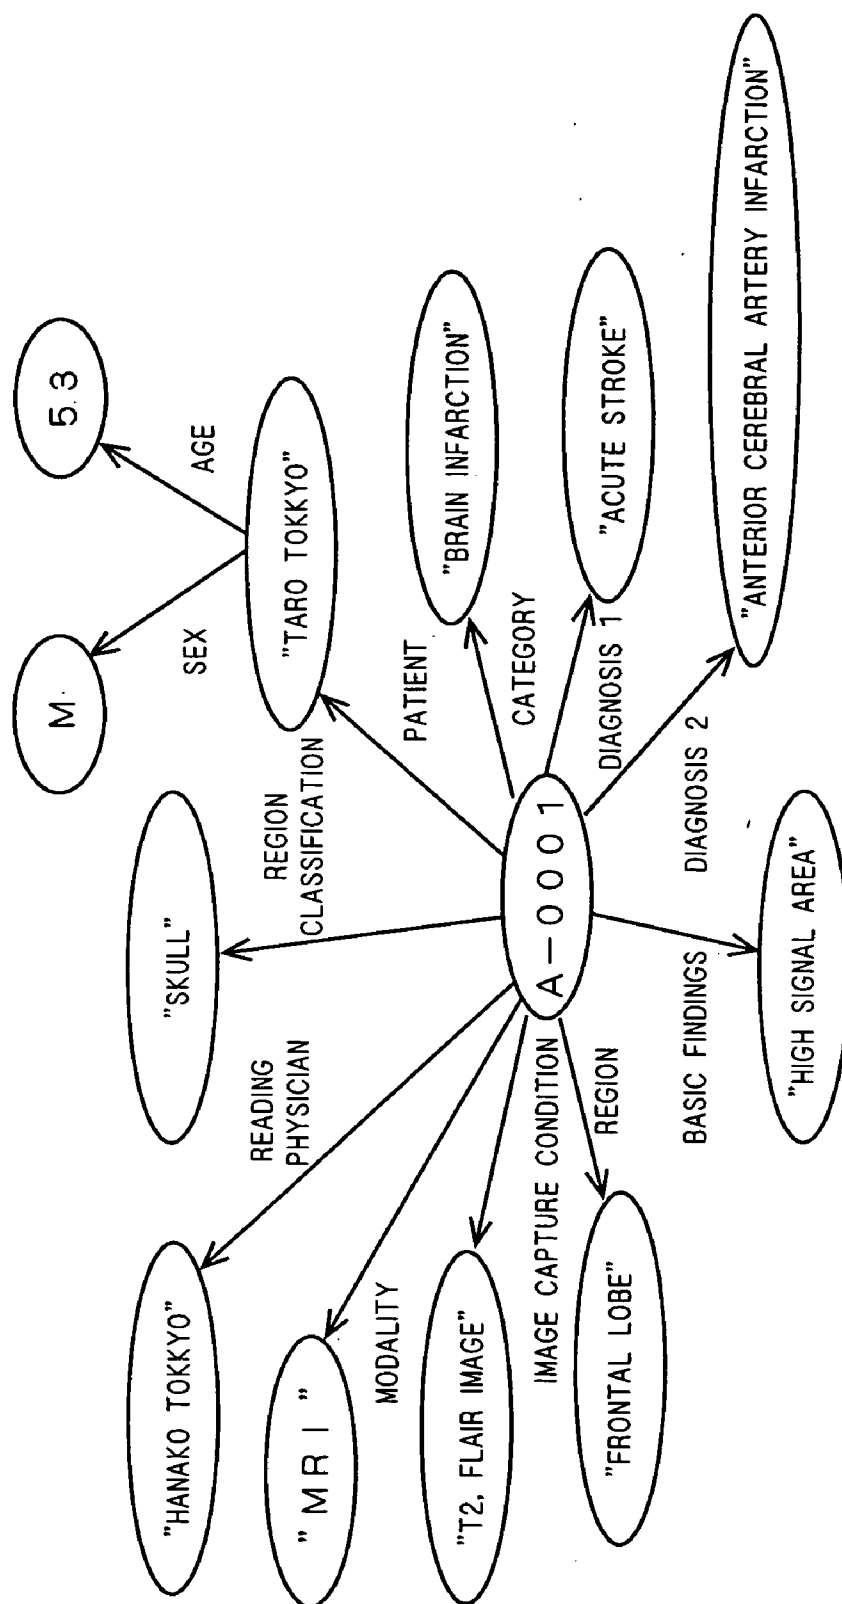 M
5 3
SEX
AGE
"TARO TOKKYO"
"SKULL"
"HANAKO TOKKYO"
REGION
CLASSIFICATION
PATIENT
"BRAIN INFARCTION"
READING
PHYSICIAN
"MRI"
MODALITY
CATEGORY
"ACUTE STROKE"
A-0001
"T2, FLAIR IMAGE"
IMAGE CAPTURE CONDITION
DIAGNOSIS 1
REGION
"FRONTAL LOBE"
DIAGNOSIS 2
"ANTERIOR CEREBRAL ARTERY INFARCTION"
BASIC FINDINGS
"HIGH SIGNAL AREA"